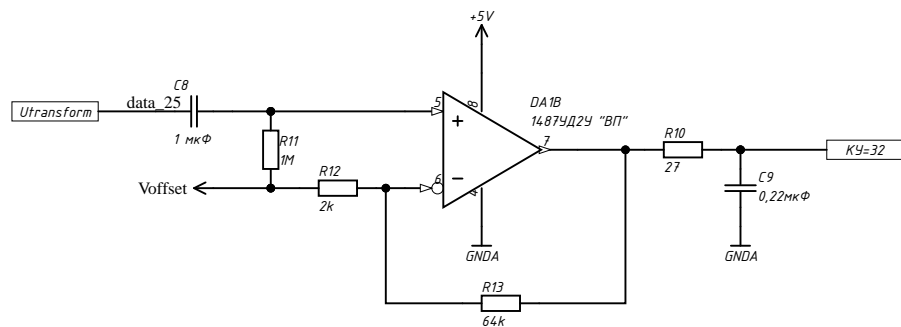 +5V
C8
DA1B
Utransform
data_25
5
8
1487УД2У "ВП"
1 мкФ
R11
1М
+
7
R10
КУ=32
R12
27
C9
Voffset
6
−
0,22мкФ
2k
4
GNDA
GNDA
R13
64k